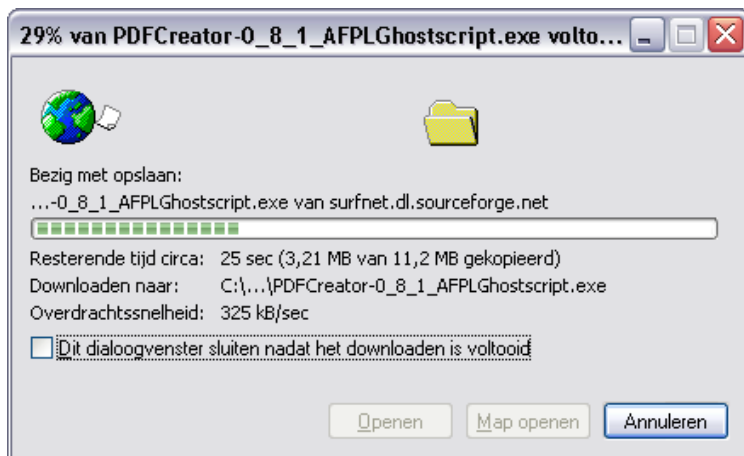 29% van PDFCreator-0_8_1_AFPLGhostscript.exe volto...
Bezig met opslaan:
...-0_8_1_AFPLGhostscript.exe van surfnet.dl.sourceforge.net
Resterende tijd circa: 25 sec (3,21 MB van 11,2 MB gekopieerd)
Downloaden naar: C:\...\PDFCreator-0_8_1_AFPLGhostscript.exe
Overdrachtssnelheid: 325 kB/sec
Dit dialoogvenster sluiten nadat het downloaden is voltooid
Openen Map openen Annuleren